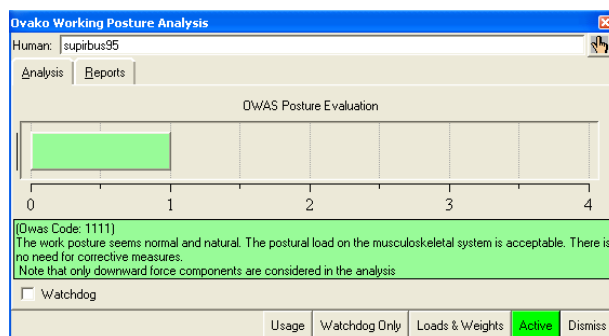 Ovako Working Posture Analysis
Human: supirbus95
Analysis Reports
OWAS Posture Evaluation
0 1 2 3 4
(Owas Code: 1111)
The work posture seems normal and natural. The postural load on the musculoskeletal system is acceptable. There is
no need for corrective measures.
Note that only downward force components are considered in the analysis
Watchdog
Usage Watchdog Only Loads & Weights Active Dismiss